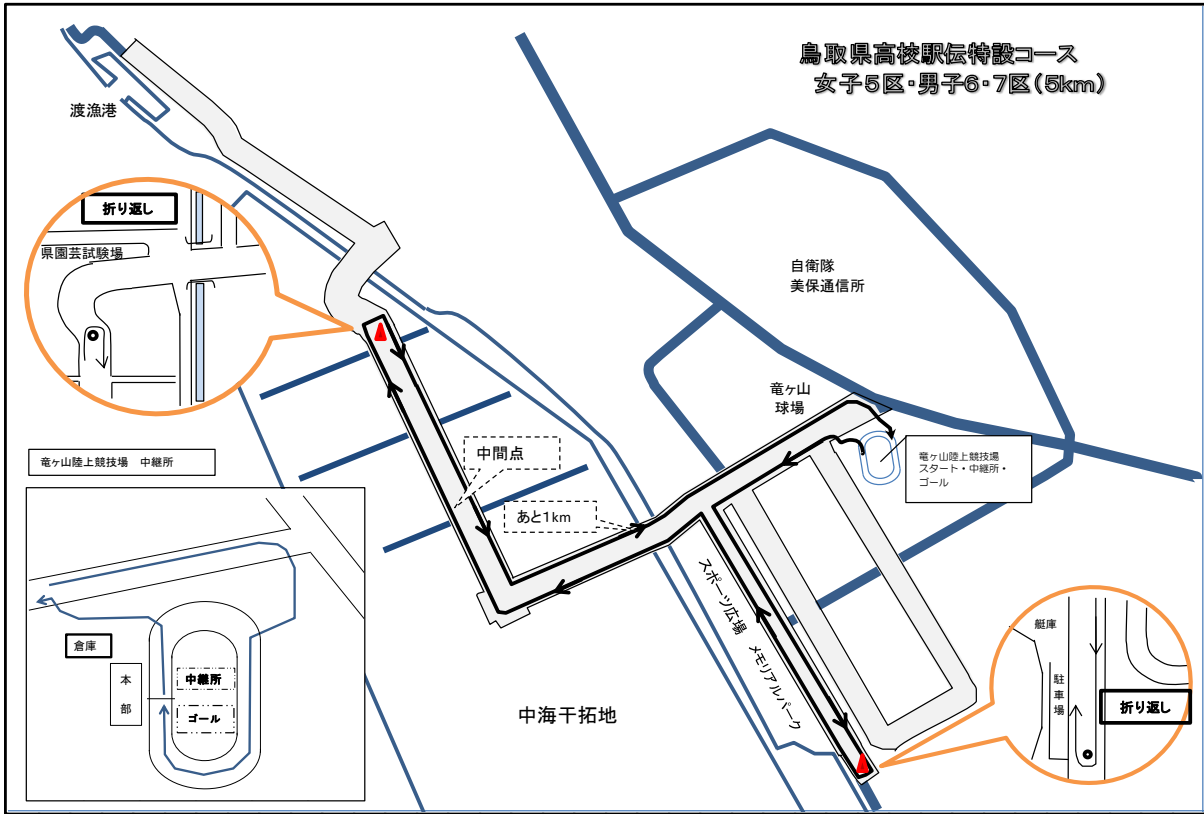 鳥取県高校駅伝特設コース
女子5区・男子6・7区(5km)
渡漁港
折り返し
県園芸試験場
自衛隊
美保通信所
竜ヶ山
球場
竜ヶ山陸上競技場
スタート・中継所・
ゴール
中間点
あと1km
竜ヶ山陸上競技場 中継所
倉庫
本
部
中継所
ゴール
スポーツ広場 メモリアルパーク
中海干拓地
艇庫
駐車場
折り返し